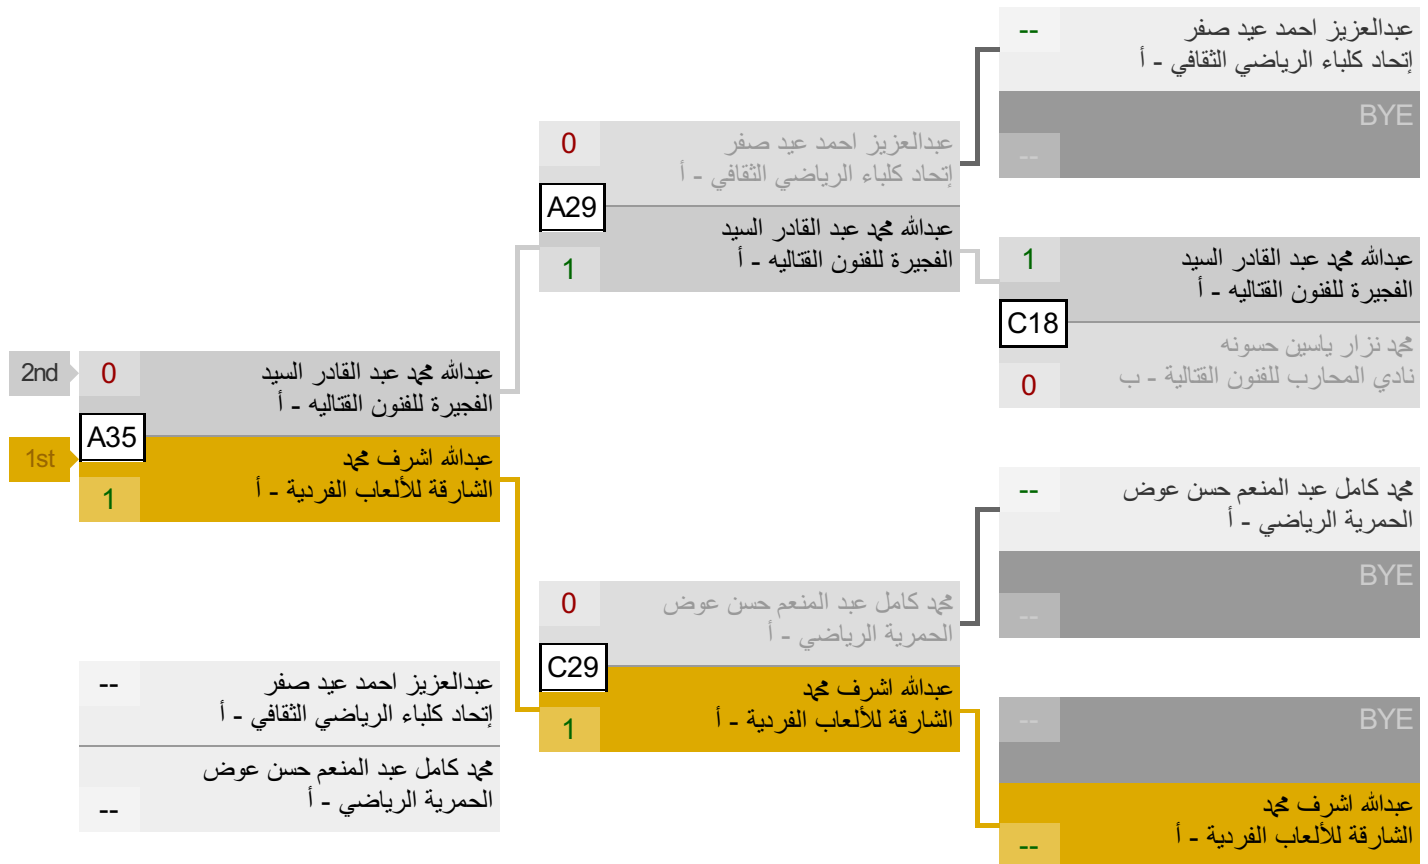 --
عبدالعزيز احمد عيد صفر
إتحاد كلباء الرياضي الثقافي - أ
BYE
--
0
عبدالعزيز احمد عيد صفر
إتحاد كلباء الرياضي الثقافي - أ
A29
عبدالله محمد عبد القادر السيد
الفجيرة للفنون القتاليه - أ
1
1
عبدالله محمد عبد القادر السيد
الفجيرة للفنون القتاليه - أ
C18
محمد نزار ياسين حسونه
نادي المحارب للفنون القتالية - ب
0
2nd
0
عبدالله محمد عبد القادر السيد
الفجيرة للفنون القتاليه - أ
A35
1st
عبدالله اشرف محمد
الشارقة للألعاب الفردية - أ
1
--
محمد كامل عبد المنعم حسن عوض
الحمرية الرياضي - أ
BYE
--
0
محمد كامل عبد المنعم حسن عوض
الحمرية الرياضي - أ
C29
عبدالله اشرف محمد
الشارقة للألعاب الفردية - أ
1
--
BYE
عبدالله اشرف محمد
الشارقة للألعاب الفردية - أ
--
--
عبدالعزيز احمد عيد صفر
إتحاد كلباء الرياضي الثقافي - أ
محمد كامل عبد المنعم حسن عوض
الحمرية الرياضي - أ
--